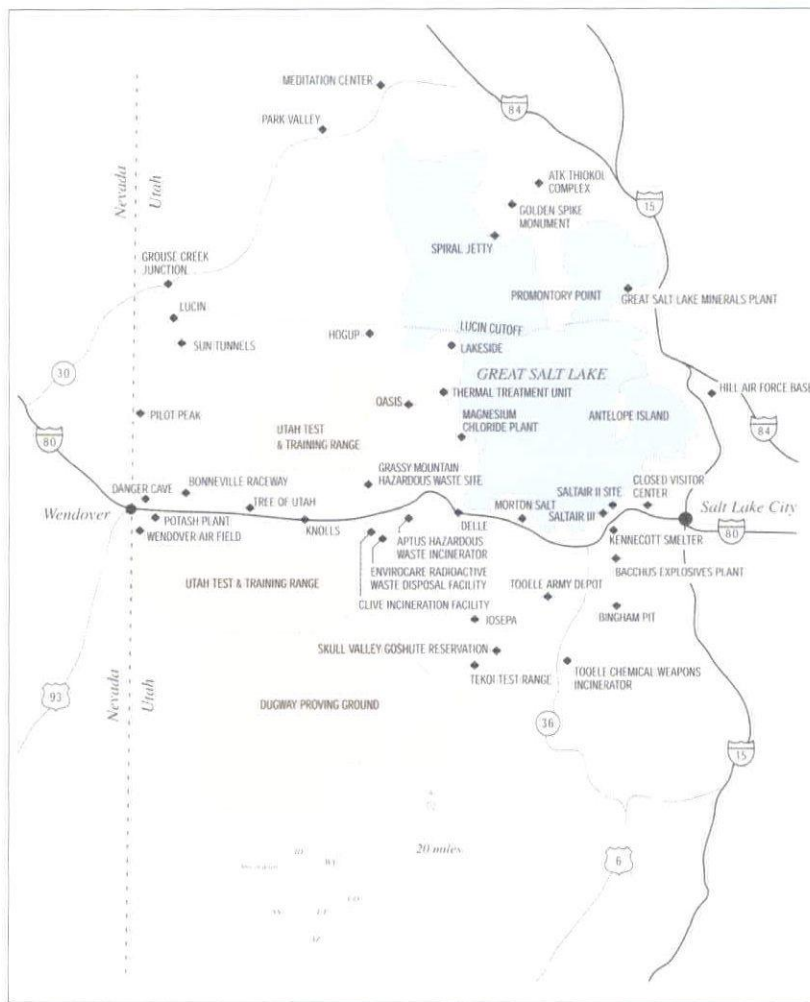 MEDITATION CENTER
PARK VALLEY
84
Nevada
Utah
ATK THIOKOL
COMPLEX
GOLDEN SPIKE
MONUMENT
15
SPIRAL JETTY
GROUSE CREEK
JUNCTION
PROMONTORY POINT
GREAT SALT LAKE MINERALS PLANT
LUCIN
HOGUP
LUCIN CUTOFF
SUN TUNNELS
LAKESIDE
30
GREAT SALT LAKE
HILL AIR FORCE BASE
THERMAL TREATMENT UNIT
OASIS
PILOT PEAK
MAGNESIUM
CHLORIDE PLANT
ANTELOPE ISLAND
84
80
UTAH TEST
& TRAINING RANGE
GRASSY MOUNTAIN
HAZARDOUS WASTE SITE
DANGER CAVE
BONNEVILLE RACEWAY
SALTAIR II SITE
CLOSED VISITOR
CENTER
Wendover
TREE OF UTAH
MORTON SALT
SALTAIR III
Salt Lake City
POTASH PLANT
KNOLLS
DELLE
WENDOVER AIR FIELD
APTUS HAZARDOUS
WASTE INCINERATOR
KENNECOTT SMELTER
80
ENVIROCARE RADIOACTIVE
WASTE DISPOSAL FACILITY
BACCHUS EXPLOSIVES PLANT
UTAH TEST & TRAINING RANGE
CLIVE INCINERATION FACILITY
TOOELE ARMY DEPOT
BINGHAM PIT
IOSEPA
SKULL VALLEY GOSHUTE RESERVATION
TEKOI TEST RANGE
TOOELE CHEMICAL WEAPONS
INCINERATOR
93
Nevada
Utah
DUGWAY PROVING GROUND
36
15
20 miles
6